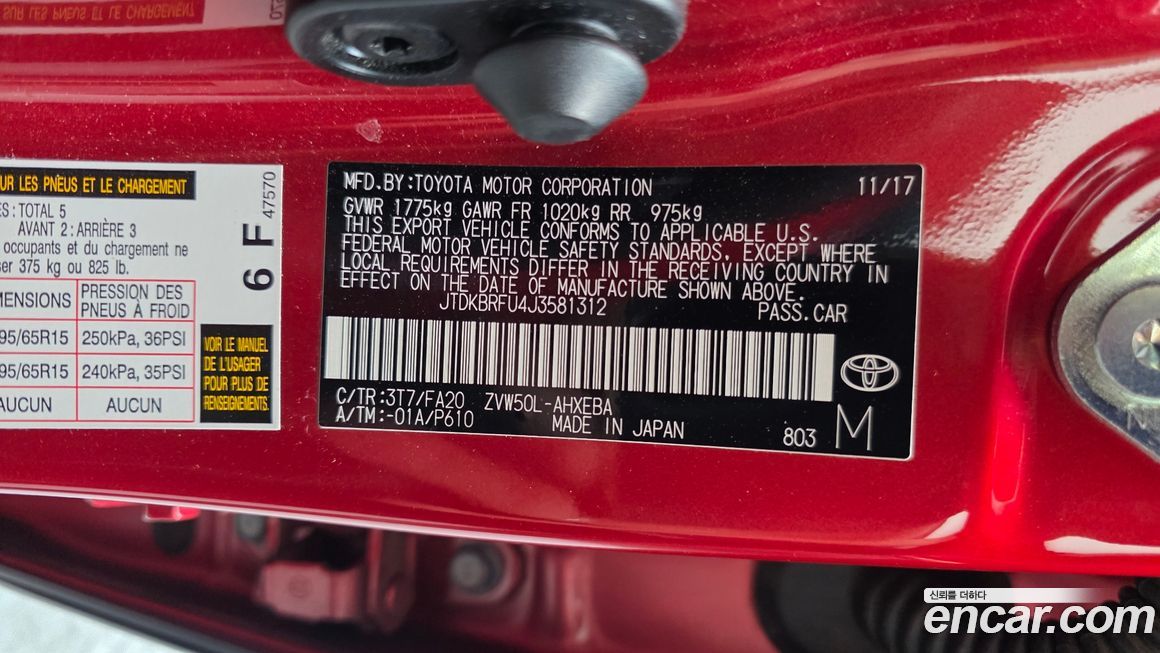 SUR LES PNEUS ET LE CHARGEMENT
UR LES PNEUS ET LE CHARGEMENT
ES: TOTAL 5
AVANT 2: ARRIÈRE 3
occupants et du chargement ne
ser 375 kg ou 825 lb.
MENSIONS
PRESSION DES PNEUS À FROID
95/65R15 250kPa, 36PSI
95/65R15 240kPa, 35PSI
AUCUN AUCUN
47570
6 F
VOIR LE MANUEL
DE L'USAGER
POUR PLUS DE
RENSEIGNEMENTS.
MFD.BY:TOYOTA MOTOR CORPORATION 11/17
GVWR 1775kg GAWR FR 1020kg RR 975kg
THIS EXPORT VEHICLE CONFORMS TO APPLICABLE U.S.
FEDERAL MOTOR VEHICLE SAFETY STANDARDS. EXCEPT WHERE
LOCAL REQUIREMENTS DIFFER IN THE RECEIVING COUNTRY IN
EFFECT ON THE DATE OF MANUFACTURE SHOWN ABOVE.
JTDKBRFU4J3581312 PASS.CAR
C/TR:3T7/FA20 ZVW50L-AHXEBA
A/TM:-01A/P610 MADE IN JAPAN 803 M
신뢰를 더하다
encar.com